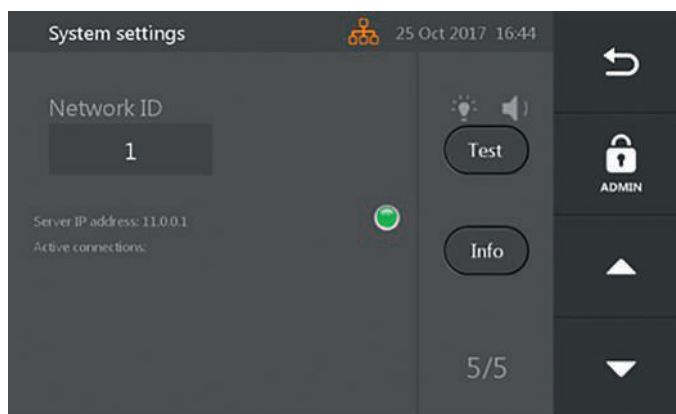 System settings
25 Oct 2017 16:44
Network ID
1
Test
ADMIN
Server IP address: 11.0.0.1
Active connections:
Info
5/5